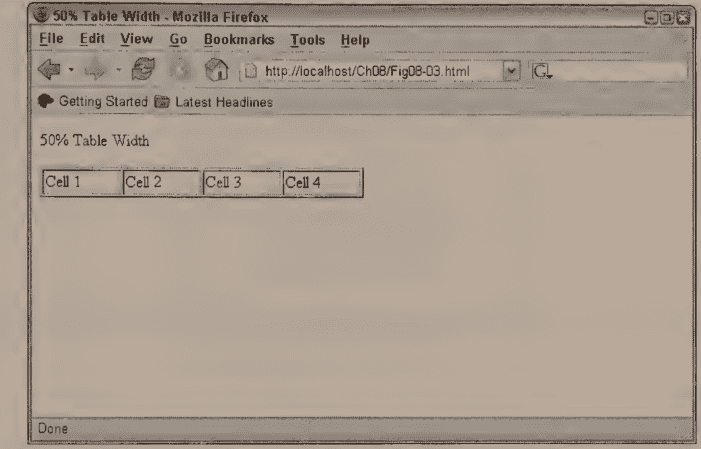 50% Table Width - Mozilla Firefox
File Edit View Go Bookmarks Tools Help
http://localhost/Ch08/Fig08-03.html G
Getting Started Latest Headlines
50% Table Width
Cell 1 Cell 2 Cell 3 Cell 4
Done